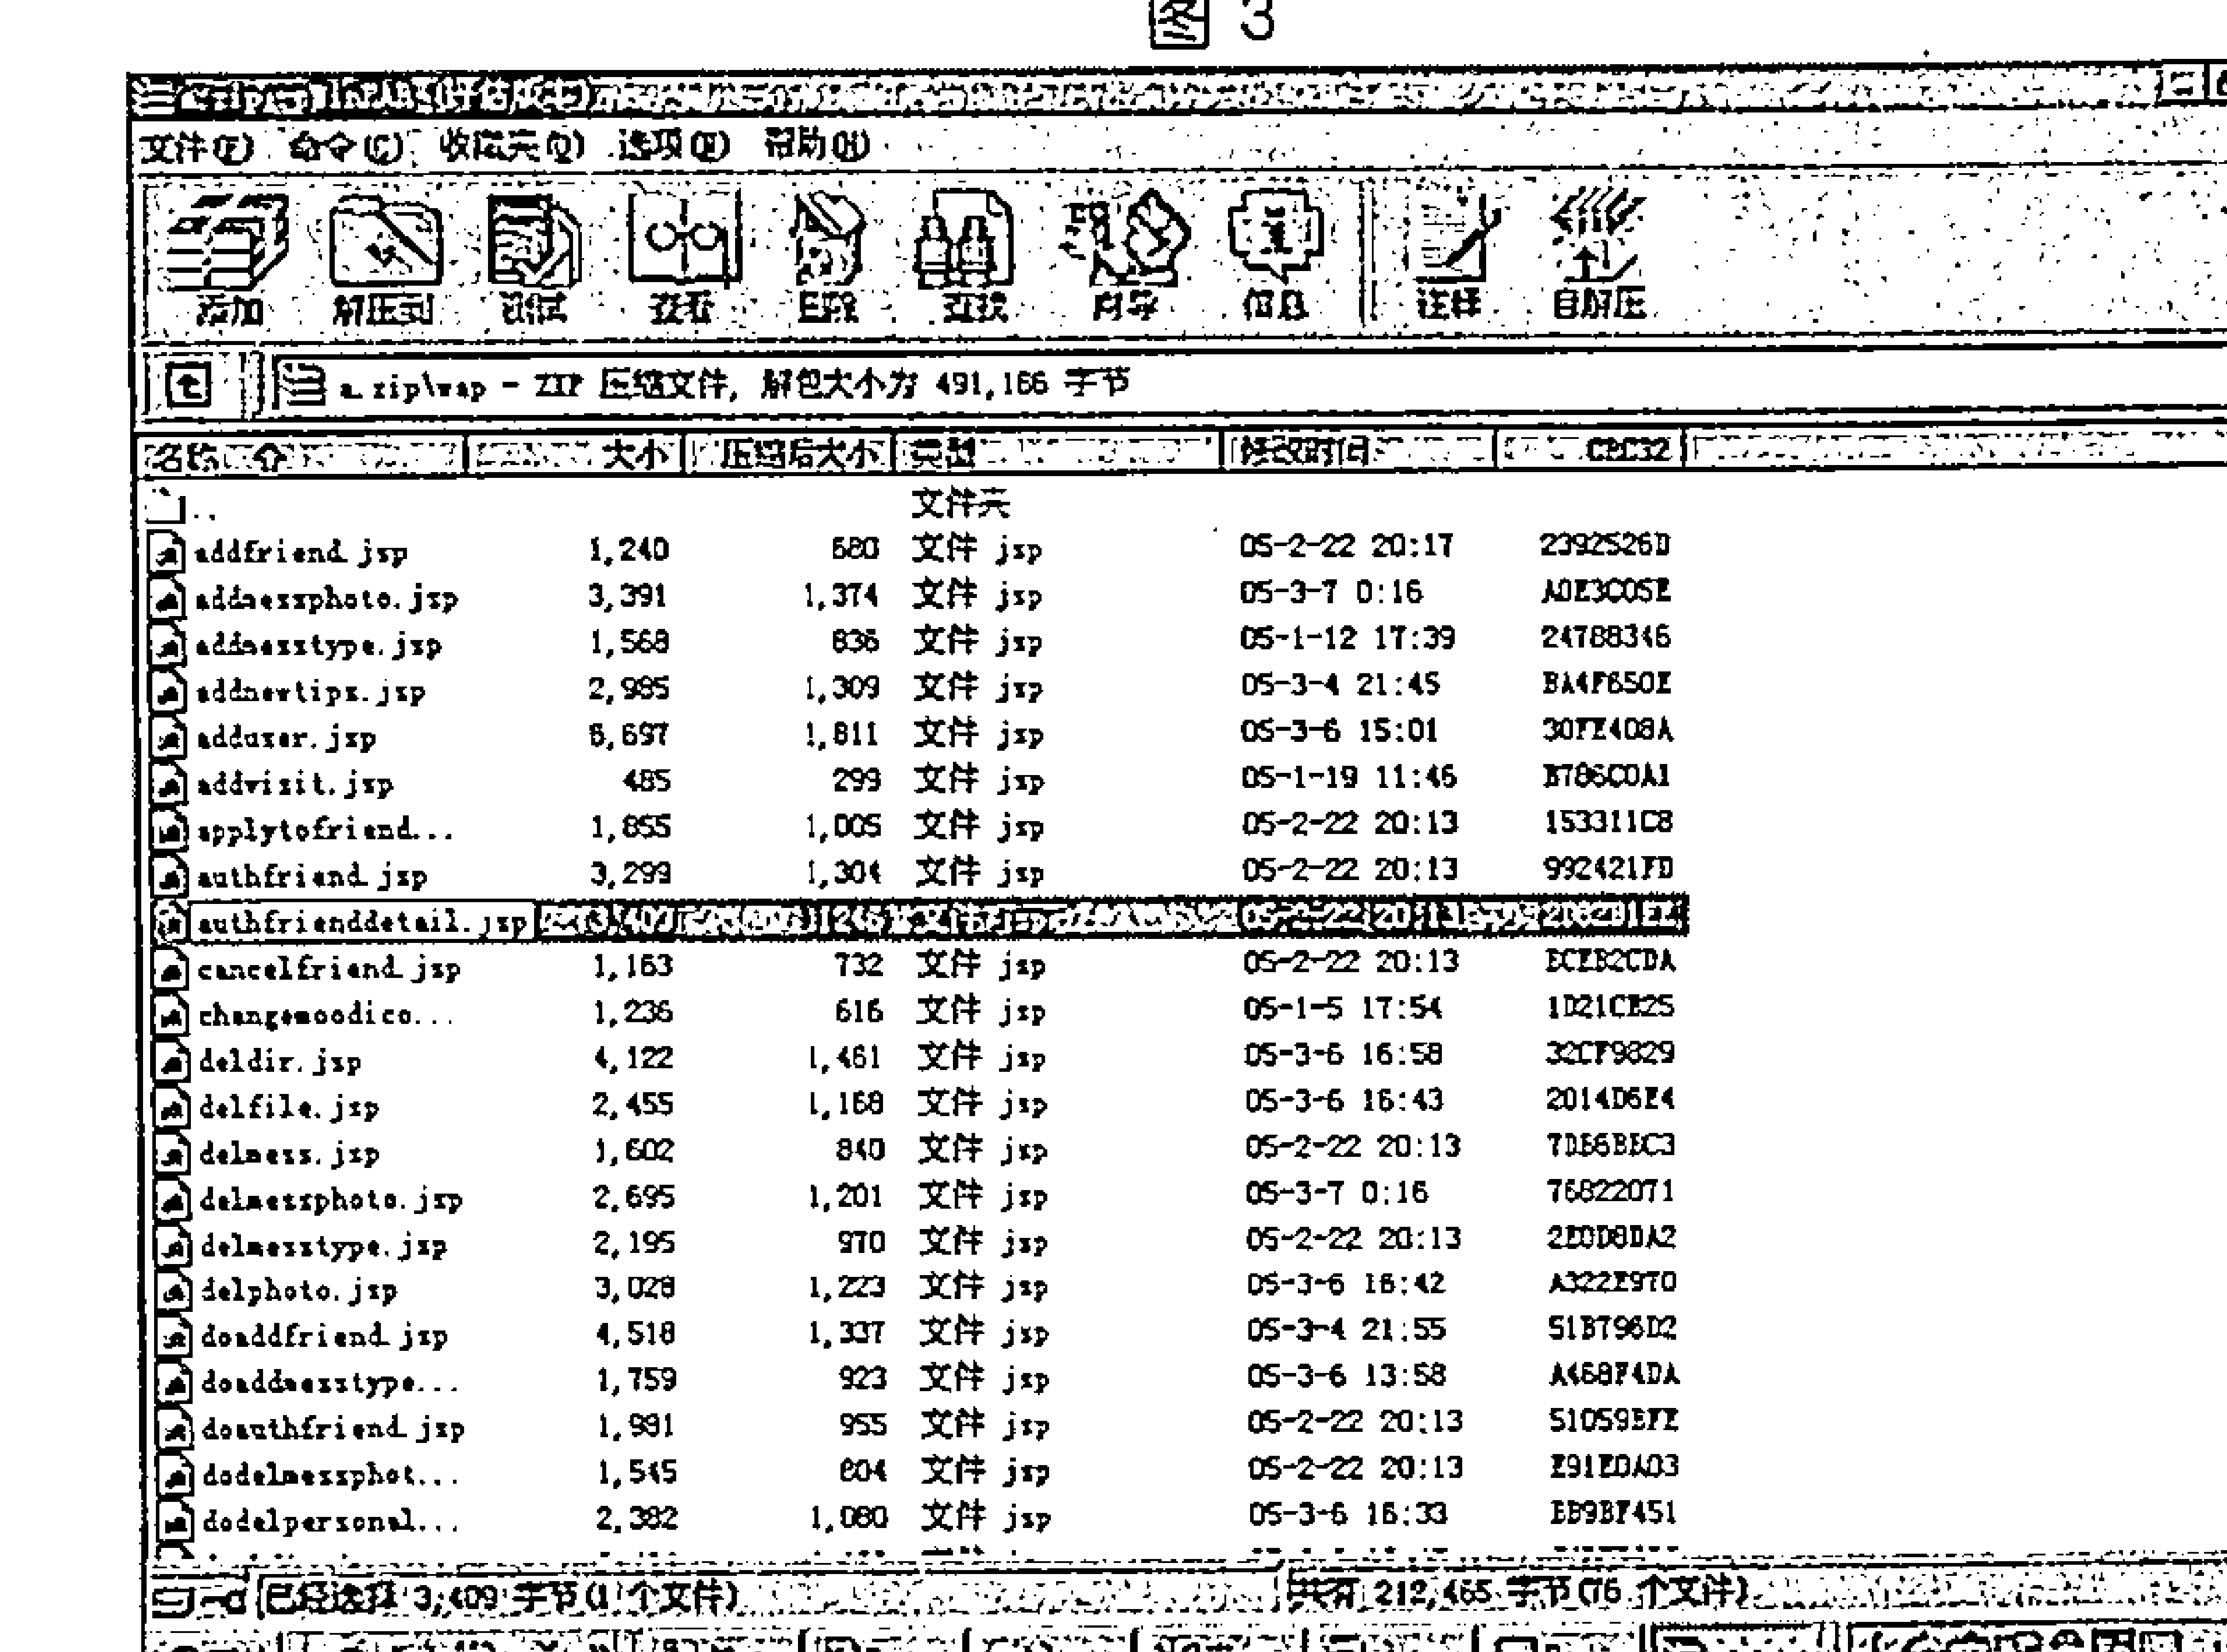 图 3
文件(F) 命令(C) 收藏夹(O) 选项(N) 帮助(H)
添加 解压到 测试 查看 删除 查找 向导 信息 注释 自解压
a.zip\wap - ZIP 压缩文件, 解包大小为 491,166 字节
名称 大小 压缩后大小 类型 修改时间 CRC32
.. 文件夹
addfriend.jsp 1,240 680 文件 jsp 05-2-22 20:17 2392526D
addmessphoto.jsp 3,391 1,374 文件 jsp 05-3-7 0:16 A0E3C05E
addmesstype.jsp 1,568 836 文件 jsp 05-1-12 17:39 2478B346
addnewtips.jsp 2,985 1,309 文件 jsp 05-3-4 21:45 BA4F650E
adduser.jsp 6,697 1,811 文件 jsp 05-3-6 15:01 30FE408A
addvisit.jsp 485 299 文件 jsp 05-1-19 11:46 B786C0A1
applytofriend... 1,855 1,005 文件 jsp 05-2-22 20:13 153311C8
authfriend.jsp 3,299 1,304 文件 jsp 05-2-22 20:13 992421FD
authfrienddetail.jsp 3,409 文件 jsp 05-2-22 20:13
cancelfriend.jsp 1,163 732 文件 jsp 05-2-22 20:13
changemoodico... 1,236 616 文件 jsp 05-1-5 17:54 1D21CE25
deldir.jsp 4,122 1,461 文件 jsp 05-3-6 16:58 32CF9829
delfile.jsp 2,455 1,168 文件 jsp 05-3-6 16:43 2014D6E4
delmess.jsp 1,602 840 文件 jsp 05-2-22 20:13
delmessphoto.jsp 2,695 1,201 文件 jsp 05-3-7 0:16 76822071
delmesstype.jsp 2,195 970 文件 jsp 05-2-22 20:13 2E0D8DA2
delphoto.jsp 3,028 1,223 文件 jsp 05-3-6 16:42 A322E970
doaddfriend.jsp 4,518 1,337 文件 jsp 05-3-4 21:55 51B796D2
doaddmesstype... 1,759 923 文件 jsp 05-3-6 13:58 A468F4DA
doauthfriend.jsp 1,991 955 文件 jsp 05-2-22 20:13 51059EFE
dodelmessphot... 1,545 804 文件 jsp 05-2-22 20:13 E91E0A03
dodelpersonal... 2,382 1,080 文件 jsp 05-3-6 16:33 EB9BF451
已经选择 3,409 字节(1 个文件) 共有 212,465 字节(76 个文件)